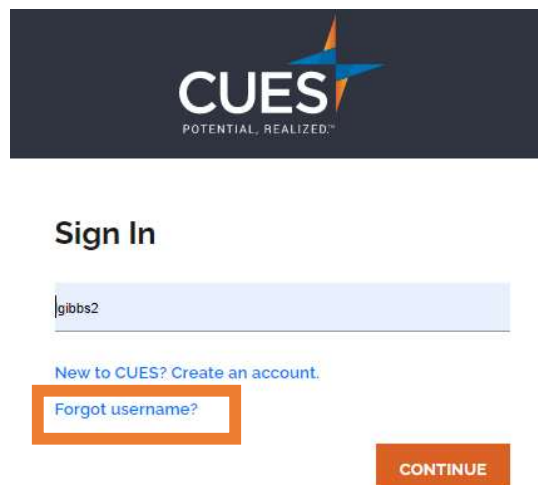 CUES
POTENTIAL, REALIZED.™
Sign In
gibbs2
New to CUES? Create an account.
Forgot username?
CONTINUE